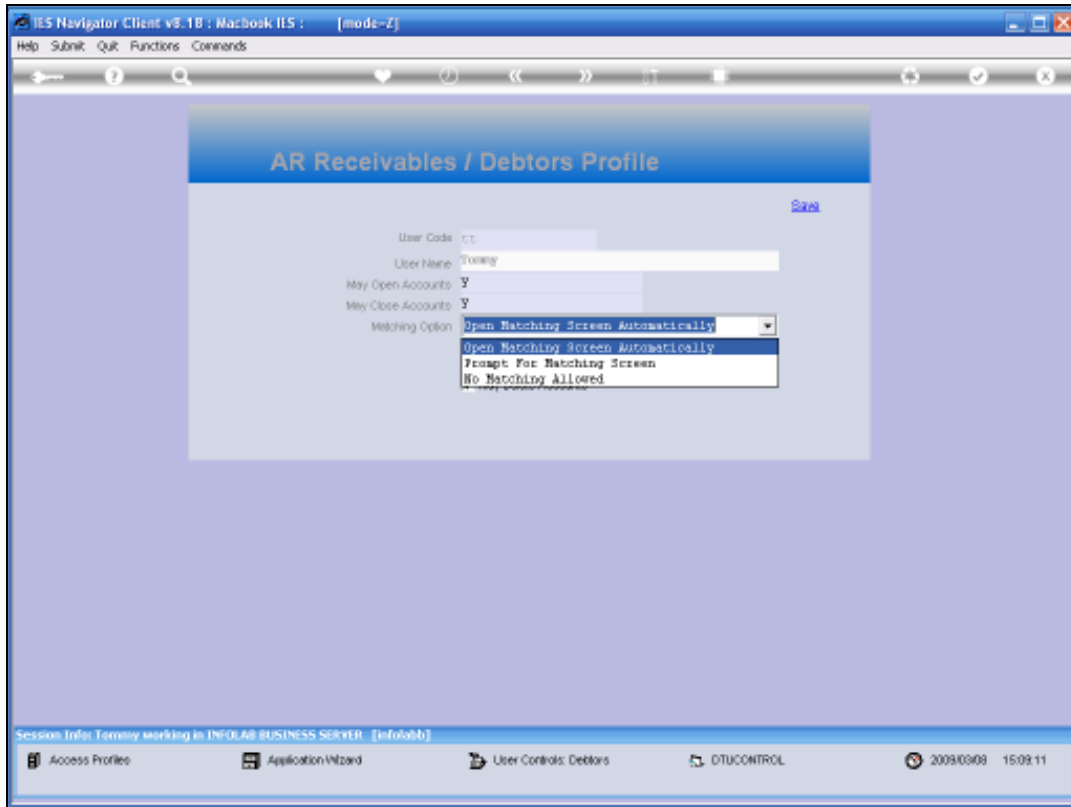 IES Navigator Client v8.18 : Macbook IES : [mode=Z]
Help Submit Quit Functions Commands
AR Receivables / Debtors Profile
Save
User Code tt
User Name Tommy
May Open Accounts Y
May Close Accounts Y
Matching Option Open Matching Screen Automatically
Open Matching Screen Automatically
Prompt For Matching Screen
No Matching Allowed
Session Info: Tommy working in INFOLAB BUSINESS SERVER [infolabb]
Access Profiles Application Wizard User Controls: Debtors DTUCONTROL 2009/03/08 15:09:11